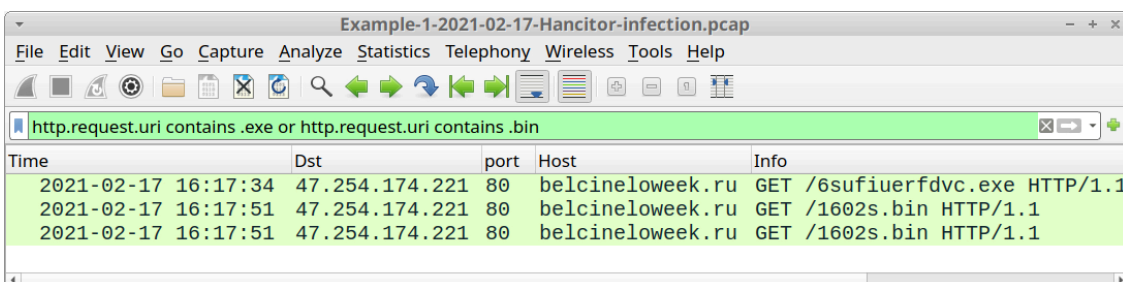 Example-1-2021-02-17-Hancitor-infection.pcap
File Edit View Go Capture Analyze Statistics Telephony Wireless Tools Help
http.request.uri contains .exe or http.request.uri contains .bin
Time Dst port Host Info
2021-02-17 16:17:34 47.254.174.221 80 belcineloweek.ru GET /6sufiuerfdvc.exe HTTP/1.1
2021-02-17 16:17:51 47.254.174.221 80 belcineloweek.ru GET /1602s.bin HTTP/1.1
2021-02-17 16:17:51 47.254.174.221 80 belcineloweek.ru GET /1602s.bin HTTP/1.1